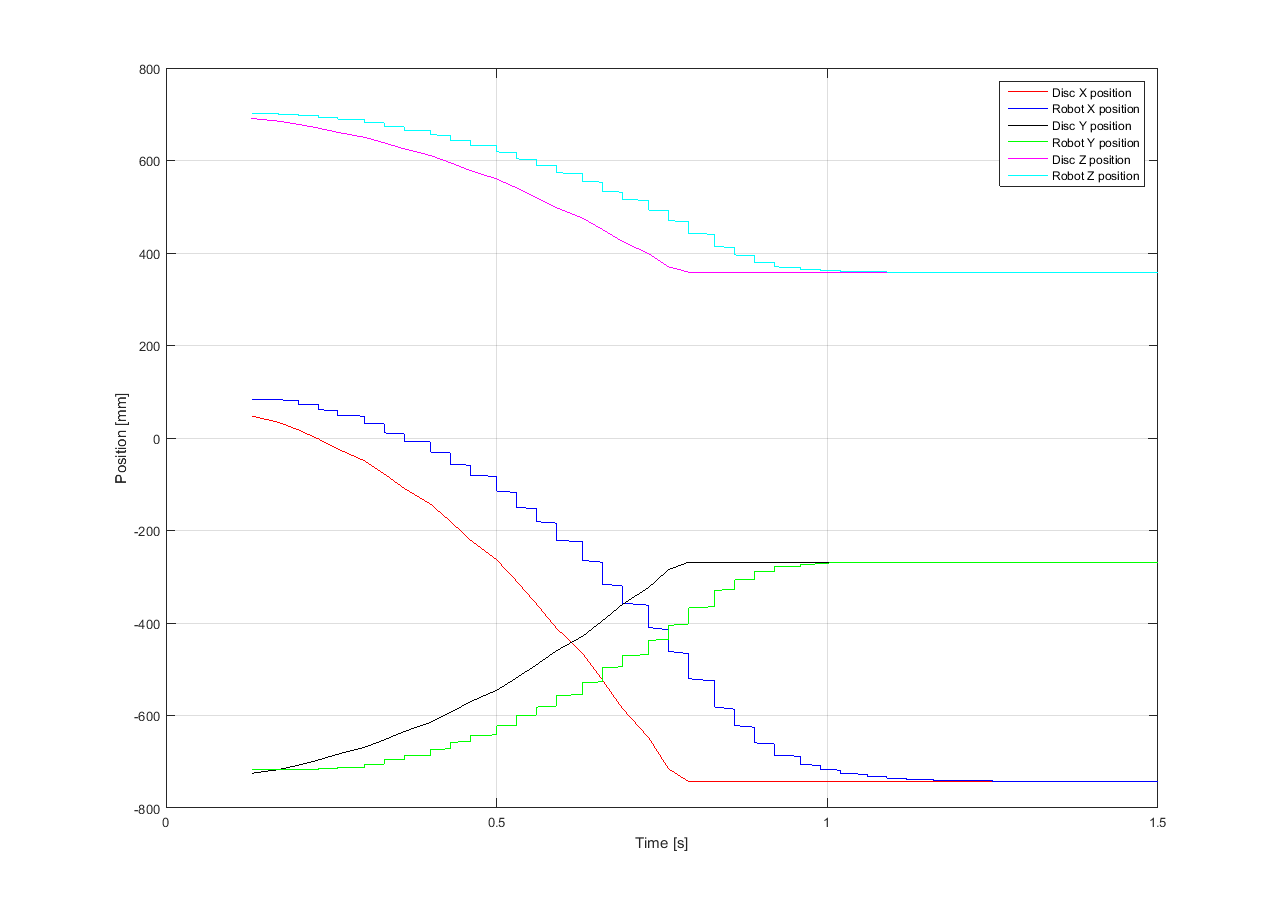 800
600
400
200
0
-200
-400
-600
-800
0
0.5
1
1.5
Position [mm]
Time [s]
Disc X position
Robot X position
Disc Y position
Robot Y position
Disc Z position
Robot Z position